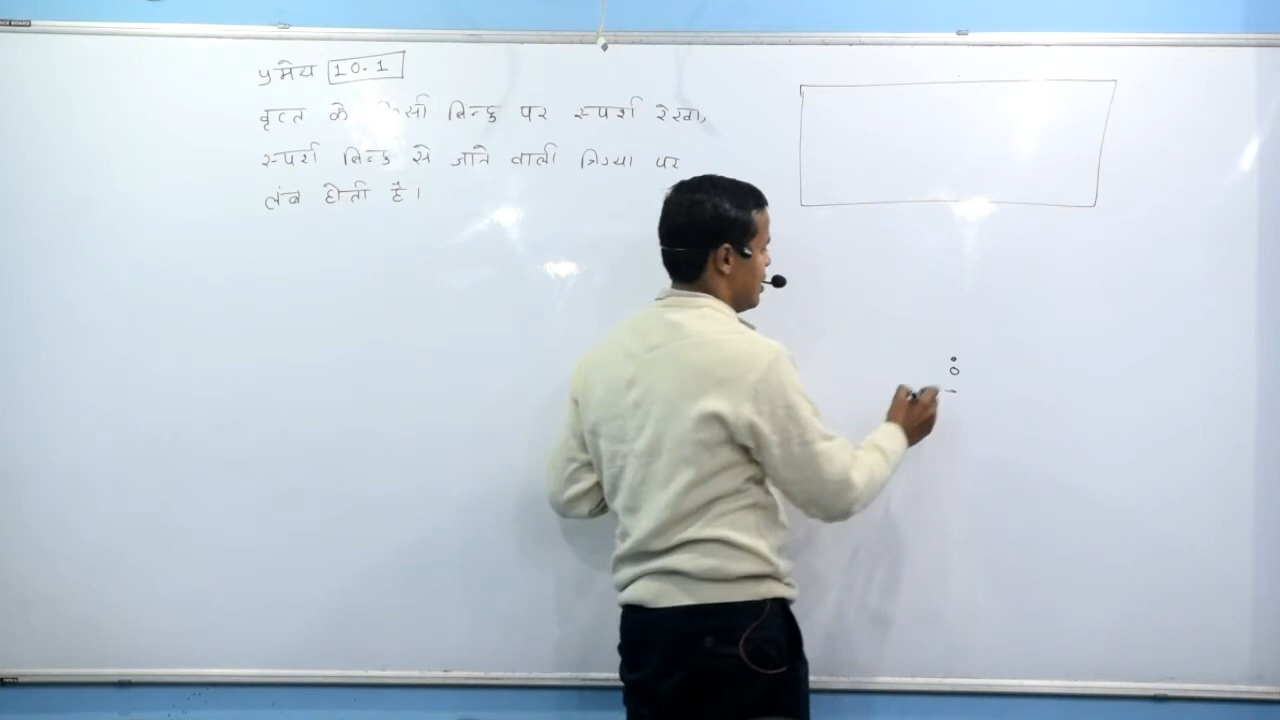 प्रमेय 10.1
वृत्त के किसी बिन्दु पर स्पर्श रेखा,
स्पर्श बिन्दु से जाने वाली त्रिज्या पर
लंब होती है।
O